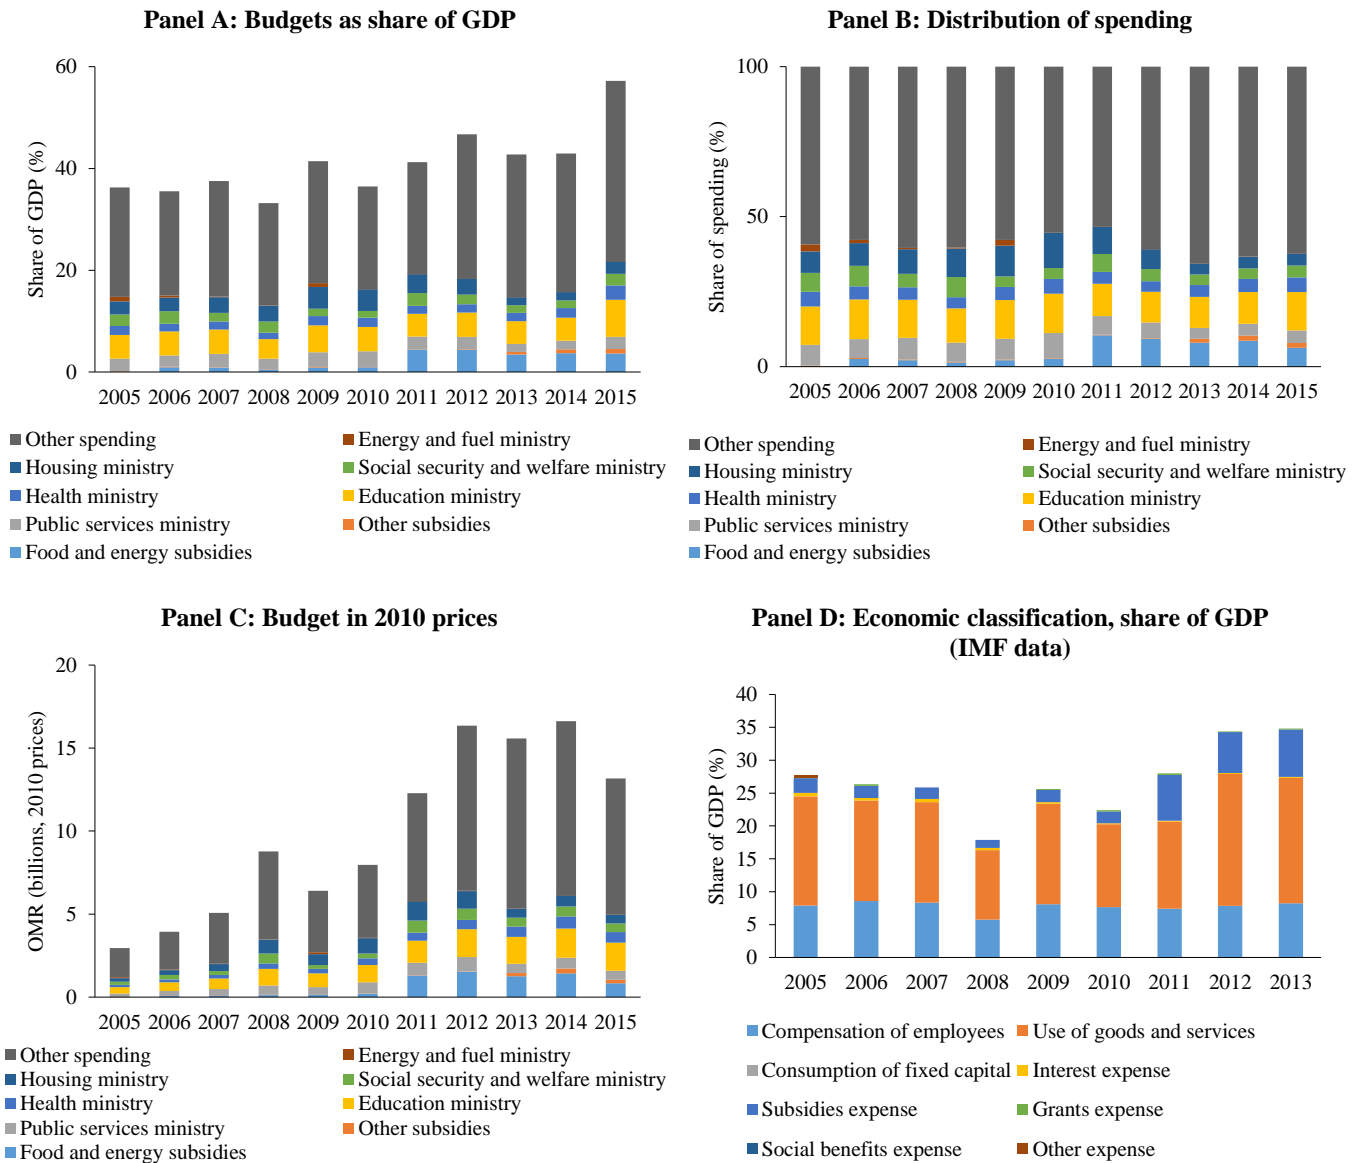 Panel A: Budgets as share of GDP
Share of GDP (%)
60
40
20
0
2005 2006 2007 2008 2009 2010 2011 2012 2013 2014 2015
Other spending
Energy and fuel ministry
Housing ministry
Social security and welfare ministry
Health ministry
Education ministry
Public services ministry
Other subsidies
Food and energy subsidies
Panel B: Distribution of spending
Share of spending (%)
100
50
0
2005 2006 2007 2008 2009 2010 2011 2012 2013 2014 2015
Other spending
Energy and fuel ministry
Housing ministry
Social security and welfare ministry
Health ministry
Education ministry
Public services ministry
Other subsidies
Food and energy subsidies
Panel C: Budget in 2010 prices
OMR (billions, 2010 prices)
20
15
10
5
0
2005 2006 2007 2008 2009 2010 2011 2012 2013 2014 2015
Other spending
Energy and fuel ministry
Housing ministry
Social security and welfare ministry
Health ministry
Education ministry
Public services ministry
Other subsidies
Food and energy subsidies
Panel D: Economic classification, share of GDP
(IMF data)
Share of GDP (%)
40
35
30
25
20
15
10
5
0
2005 2006 2007 2008 2009 2010 2011 2012 2013
Compensation of employees
Use of goods and services
Consumption of fixed capital
Interest expense
Subsidies expense
Grants expense
Social benefits expense
Other expense